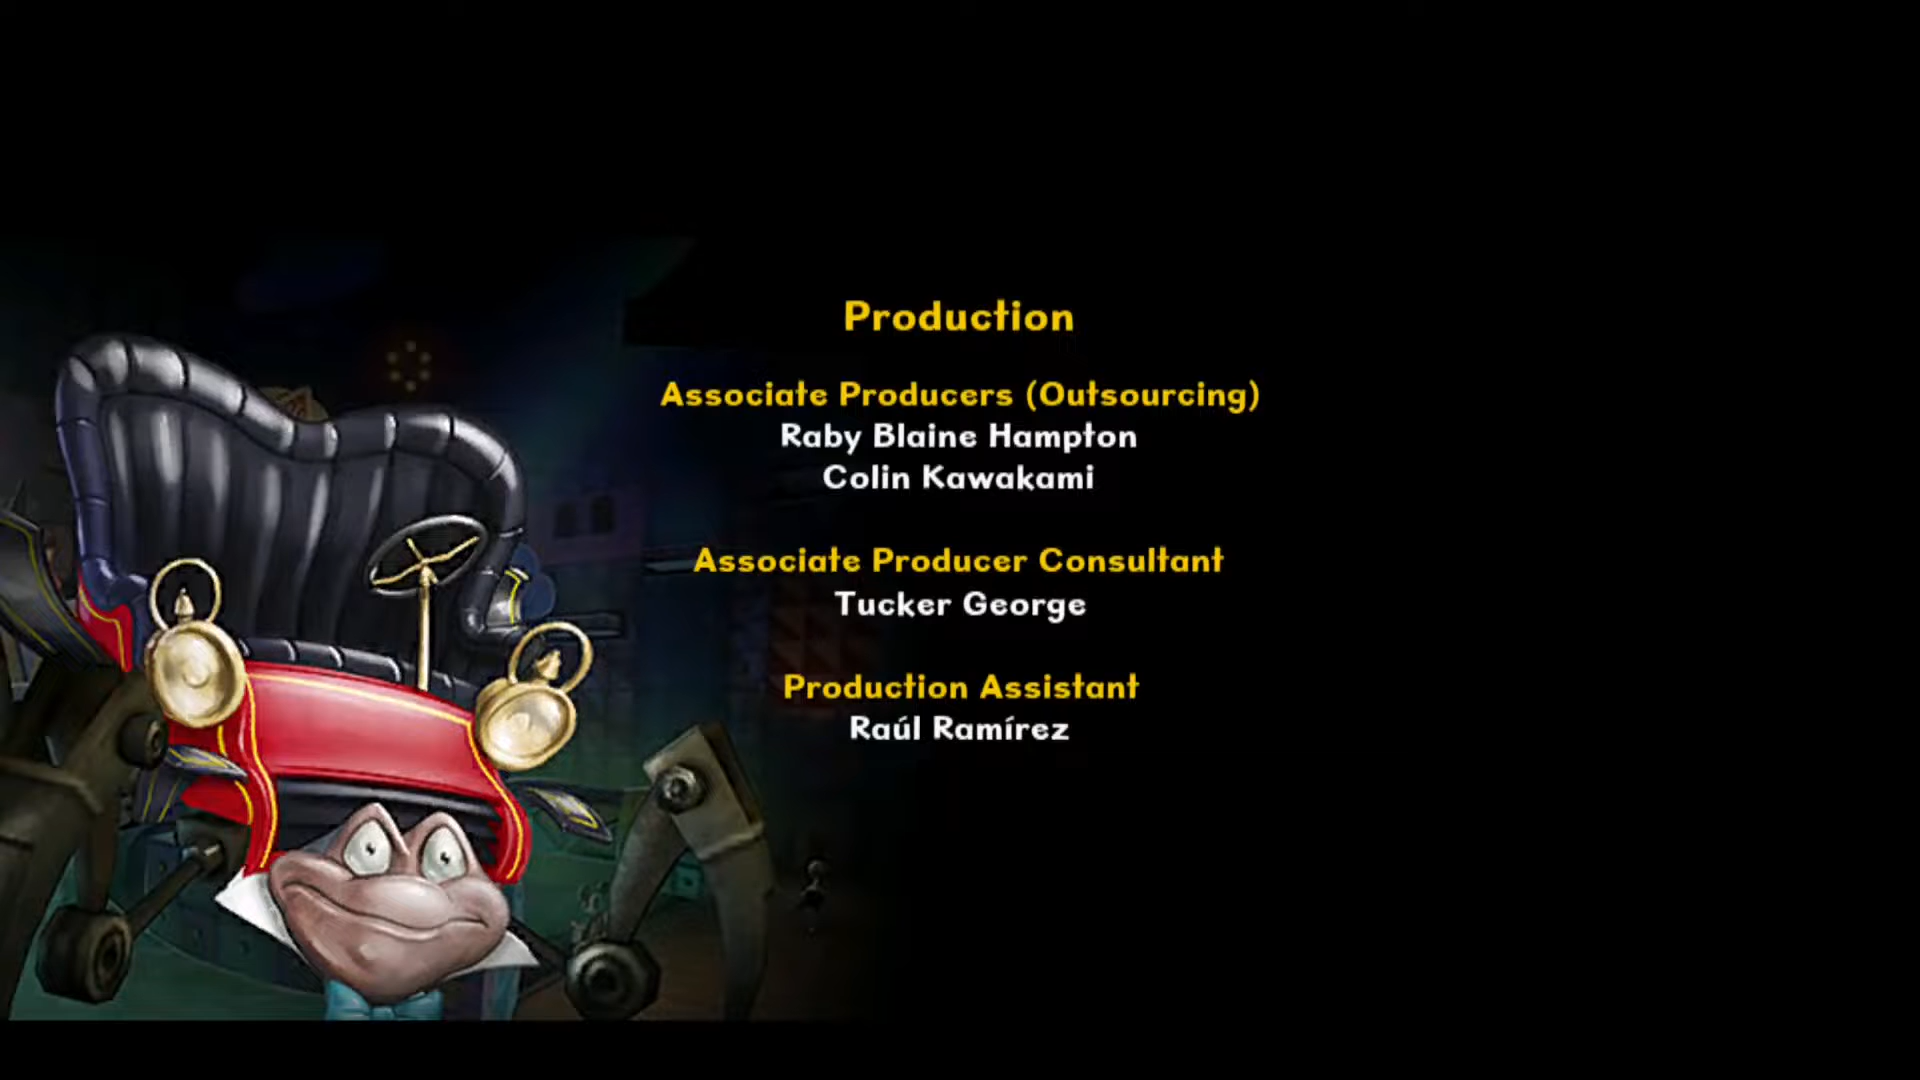 Production
Associate Producers (Outsourcing)
Raby Blaine Hampton
Colin Kawakami
Associate Producer Consultant
Tucker George
Production Assistant
Raúl Ramírez